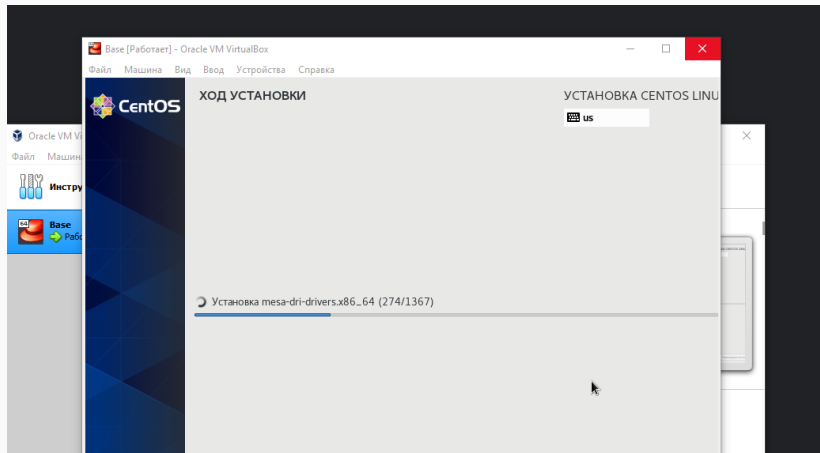 Base [Работает] - Oracle VM VirtualBox
Файл Машина Вид Ввод Устройства Справка
CentOS
ХОД УСТАНОВКИ
УСТАНОВКА CENTOS LINU
us
Oracle VM Vi
Файл Машин
Инстру
64
Base
Рабо
Установка mesa-dri-drivers.x86_64 (274/1367)